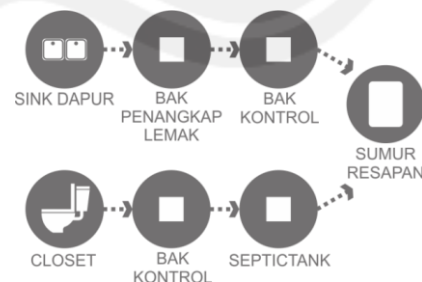 SINK DAPUR
BAK
PENANGKAP
LEMAK
BAK
KONTROL
SUMUR
RESAPAN
CLOSET
BAK
KONTROL
SEPTICTANK